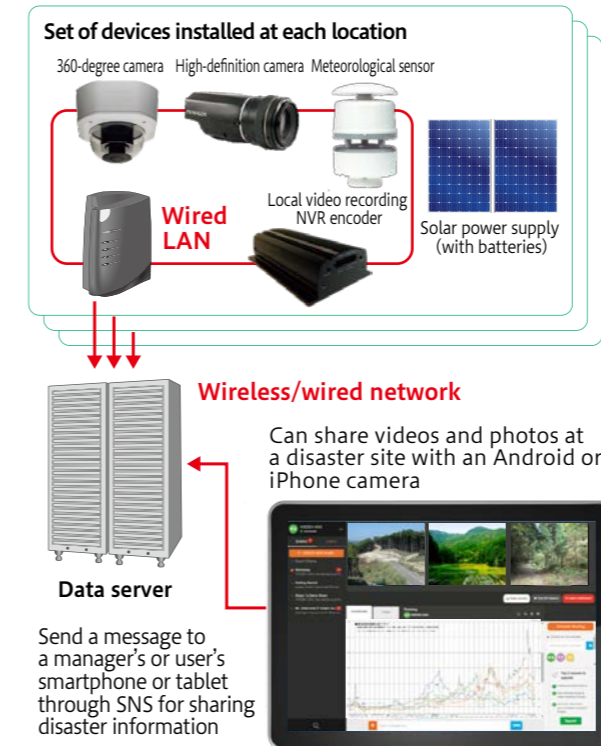 Set of devices installed at each location
360-degree camera High-definition camera Meteorological sensor
Wired
LAN
Local video recording
NVR encoder
Solar power supply
(with batteries)
Wireless/wired network
Can share videos and photos at
a disaster site with an Android or
iPhone camera
Data server
Send a message to
a manager's or user's
smartphone or tablet
through SNS for sharing
disaster information